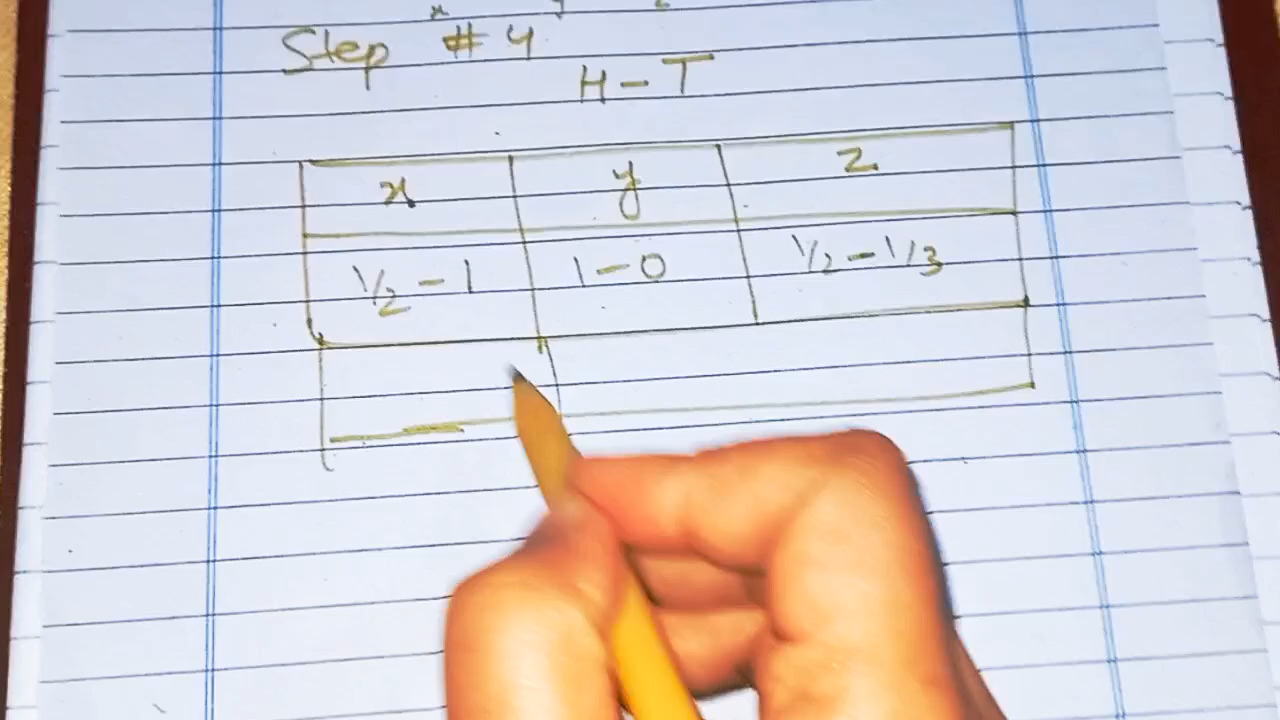 Step # 4
H - T
x y z
1/2 - 1 1 - 0 1/2 - 1/3